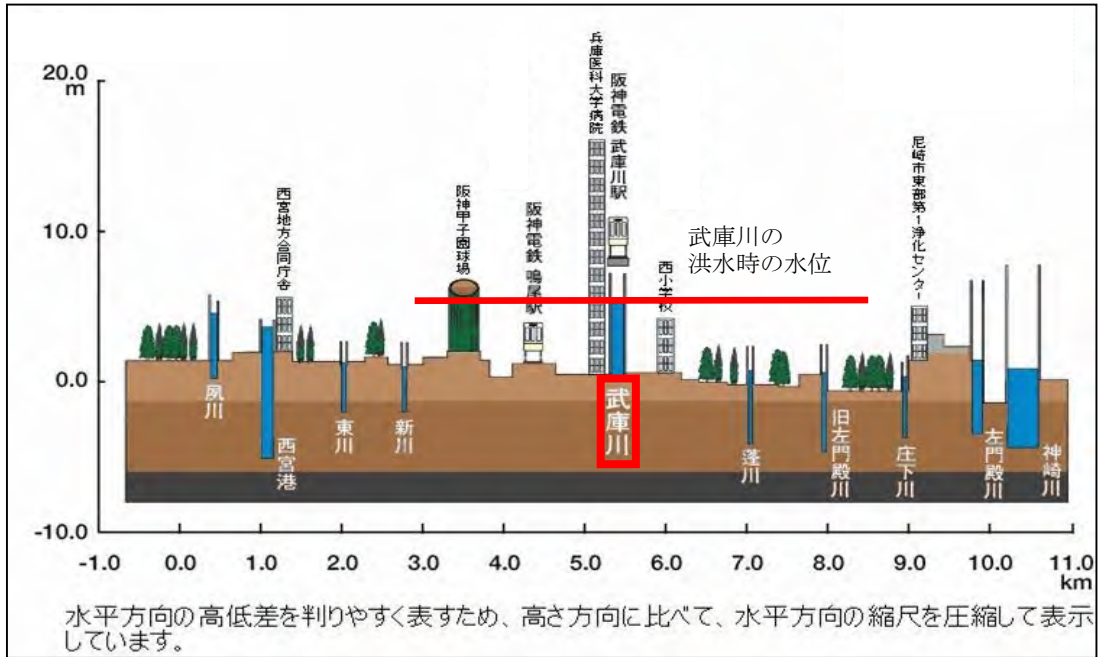 20.0
m
10.0
0.0
-10.0
西宮地方合同庁舎
阪神甲子園球場
阪神電鉄 鳴尾駅
兵庫医科大学病院
阪神電鉄 武庫川駅
西小学校
尼崎市東部第1浄化センター
武庫川の
洪水時の水位
夙川
西宮港
東川
新川
武庫川
蓬川
旧左門殿川
庄下川
左門殿川
神崎川
-1.0 0.0 1.0 2.0 3.0 4.0 5.0 6.0 7.0 8.0 9.0 10.0 11.0
km
水平方向の高低差を判りやすく表すため、高さ方向に比べて、水平方向の縮尺を圧縮して表示
しています。